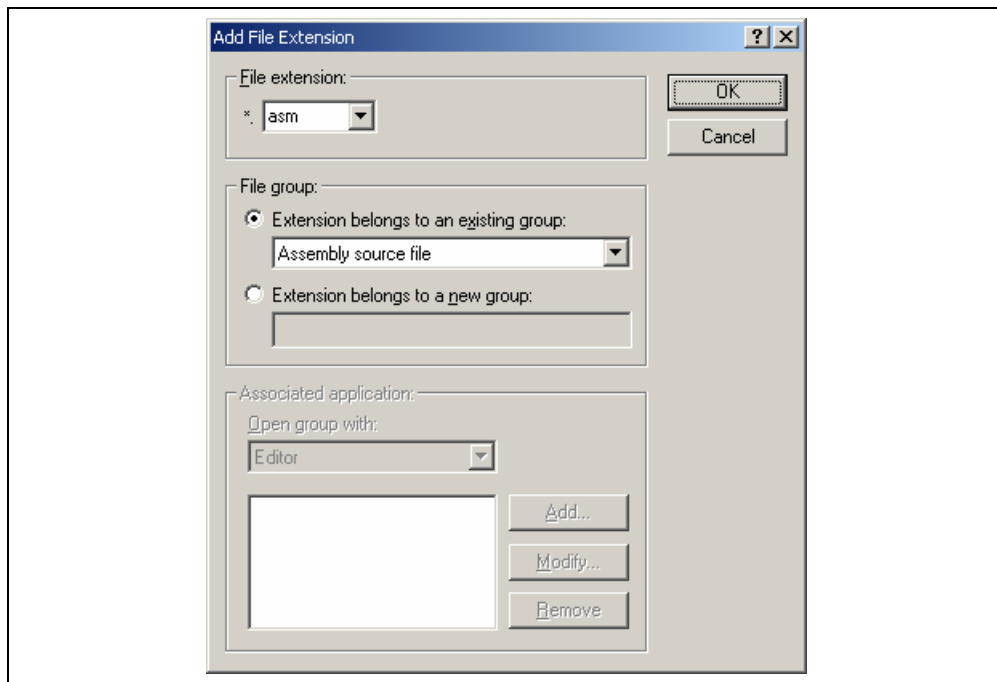 Add File Extension
File extension:
*. asm
OK
Cancel
File group:
Extension belongs to an existing group:
Assembly source file
Extension belongs to a new group:
Associated application:
Open group with:
Editor
Add...
Modify...
Remove